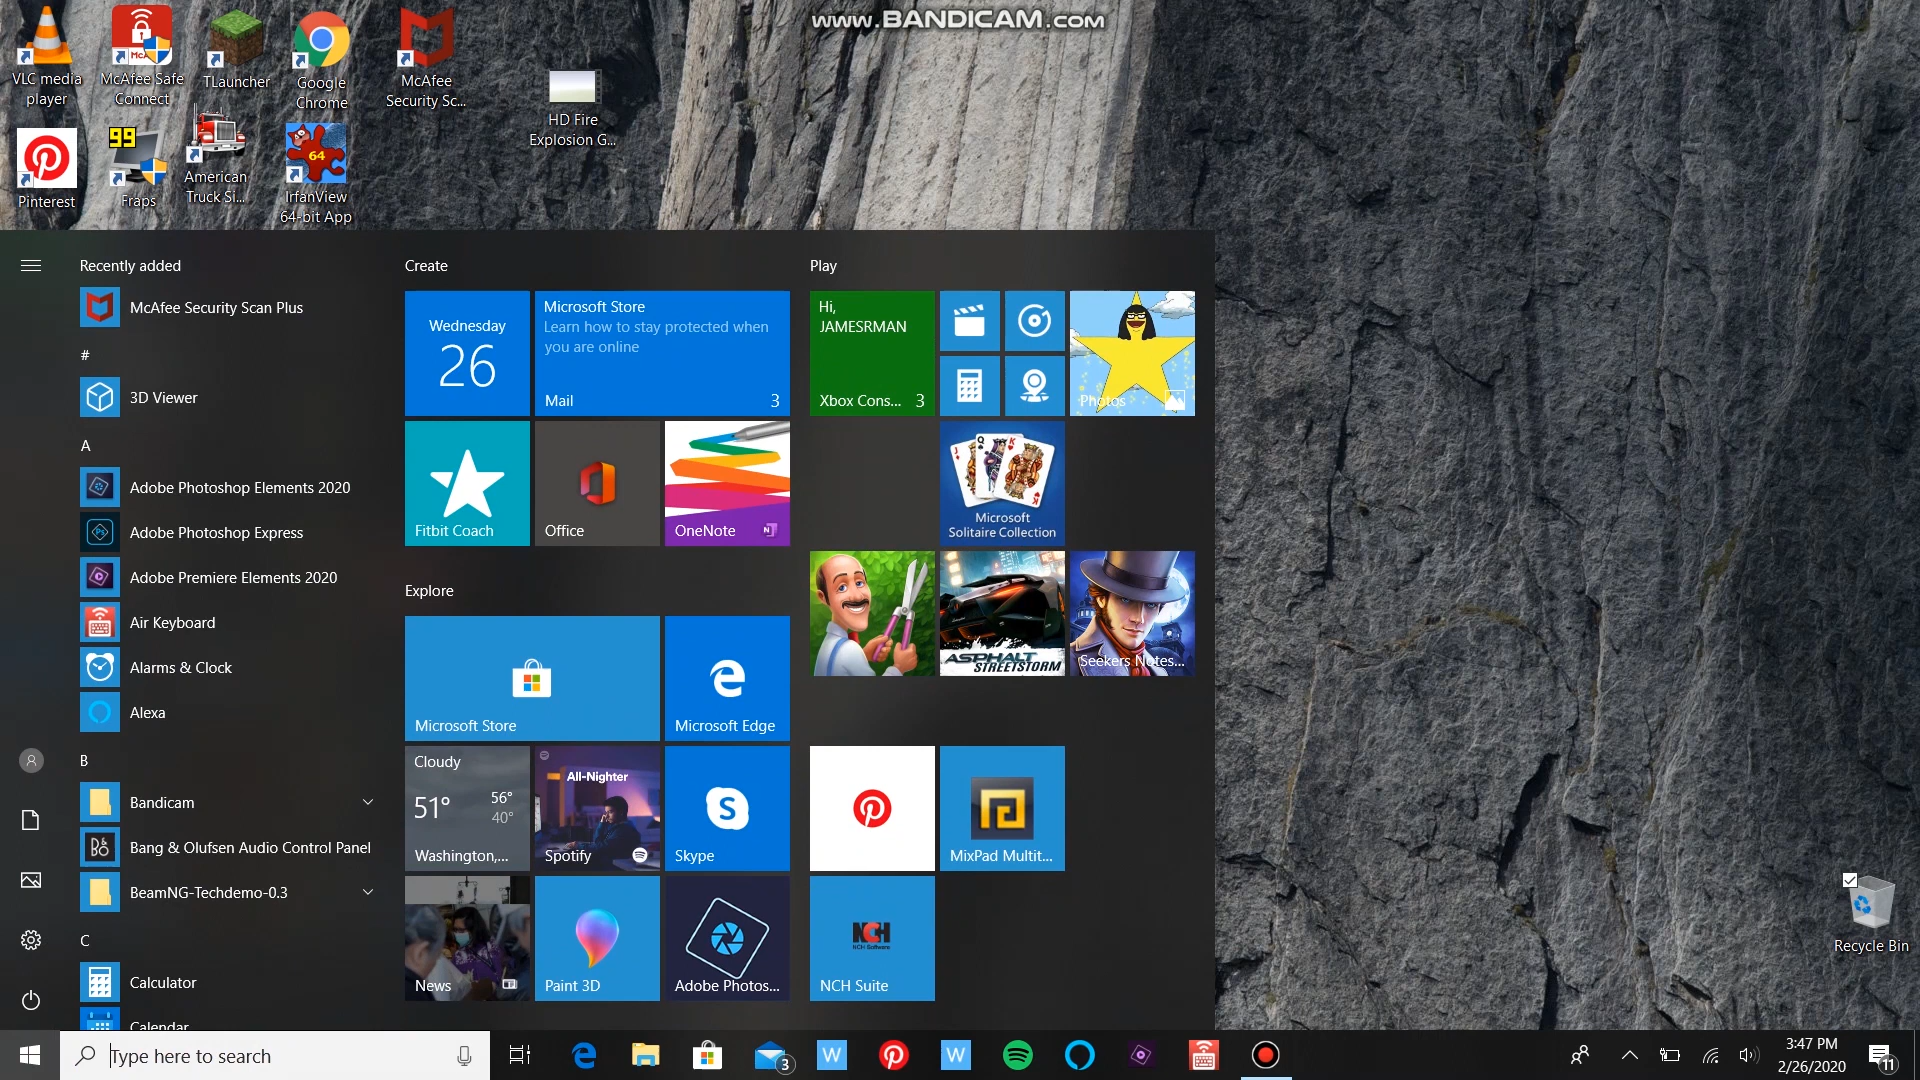 www.BANDICAM.com
VLC media
player
McAfee Safe
Connect
TLauncher
Google
Chrome
McAfee
Security Sc...
HD Fire
Explosion G...
Pinterest
99
Fraps
American
Truck Si...
64
IrfanView
64-bit App
Recently added
McAfee Security Scan Plus
#
3D Viewer
A
Adobe Photoshop Elements 2020
Adobe Photoshop Express
Adobe Premiere Elements 2020
Air Keyboard
Alarms & Clock
Alexa
B
Bandicam
Bang & Olufsen Audio Control Panel
BeamNG-Techdemo-0.3
C
Calculator
Calendar
Create
Wednesday
26
Microsoft Store
Learn how to stay protected when
you are online
Mail 3
Fitbit Coach
Office
OneNote
Explore
Microsoft Store
Microsoft Edge
Cloudy
51°
56°
40°
Washington,...
All-Nighter
Spotify
Skype
News
Paint 3D
Adobe Photos...
Play
Hi,
JAMESRMAN
Xbox Cons... 3
Photos
Microsoft
Solitaire Collection
ASPHALT
STREETSTORM
Seekers Notes...
MixPad Multit...
NCH
NCH Software
NCH Suite
Recycle Bin
Type here to search
3
W
W
3:47 PM
2/26/2020
11